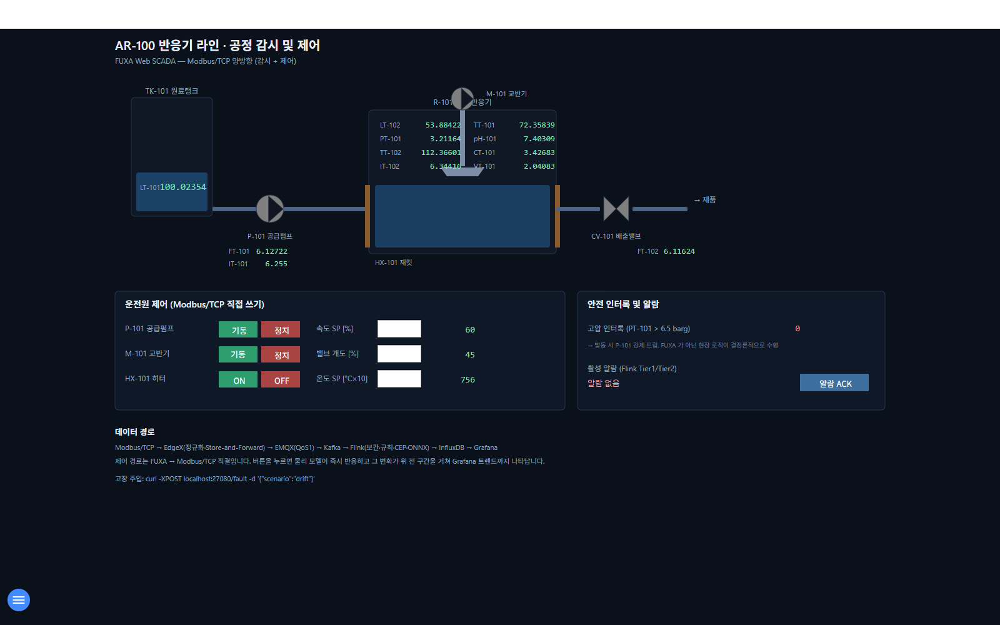 AR-100 반응기 라인 · 공정 감시 및 제어
FUXA Web SCADA — Modbus/TCP 양방향 (감시 + 제어)
TK-101 원료탱크
M-101 교반기
R-101 반응기
LT-102 53.88422 TT-101 72.35839
PT-101 3.21164 pH-101 7.40309
TT-102 112.36601 CT-101 3.42683
IT-102 6.34416 VT-101 2.04083
LT-101 100.02354
→ 제품
P-101 공급펌프
CV-101 배출밸브
FT-101 6.12722
FT-102 6.11624
IT-101 6.255
HX-101 재킷
운전원 제어 (Modbus/TCP 직접 쓰기)
P-101 공급펌프 기동 정지 속도 SP [%] 60
M-101 교반기 기동 정지 밸브 개도 [%] 45
HX-101 히터 ON OFF 온도 SP [°C×10] 756
안전 인터록 및 알람
고압 인터록 (PT-101 > 6.5 barg) 0
→ 발동 시 P-101 강제 트립. FUXA 가 아닌 현장 로직이 결정론적으로 수행
활성 알람 (Flink Tier1/Tier2)
알람 없음
알람 ACK
데이터 경로
Modbus/TCP → EdgeX(정규화·Store-and-Forward) → EMQX(QoS1) → Kafka → Flink(보간·규칙·CEP·ONNX) → InfluxDB → Grafana
제어 경로는 FUXA → Modbus/TCP 직결입니다. 버튼을 누르면 물리 모델이 즉시 반응하고 그 변화가 위 전 구간을 거쳐 Grafana 트렌드까지 나타납니다.
고장 주입: curl -XPOST localhost:27080/fault -d '{"scenario":"drift"}'